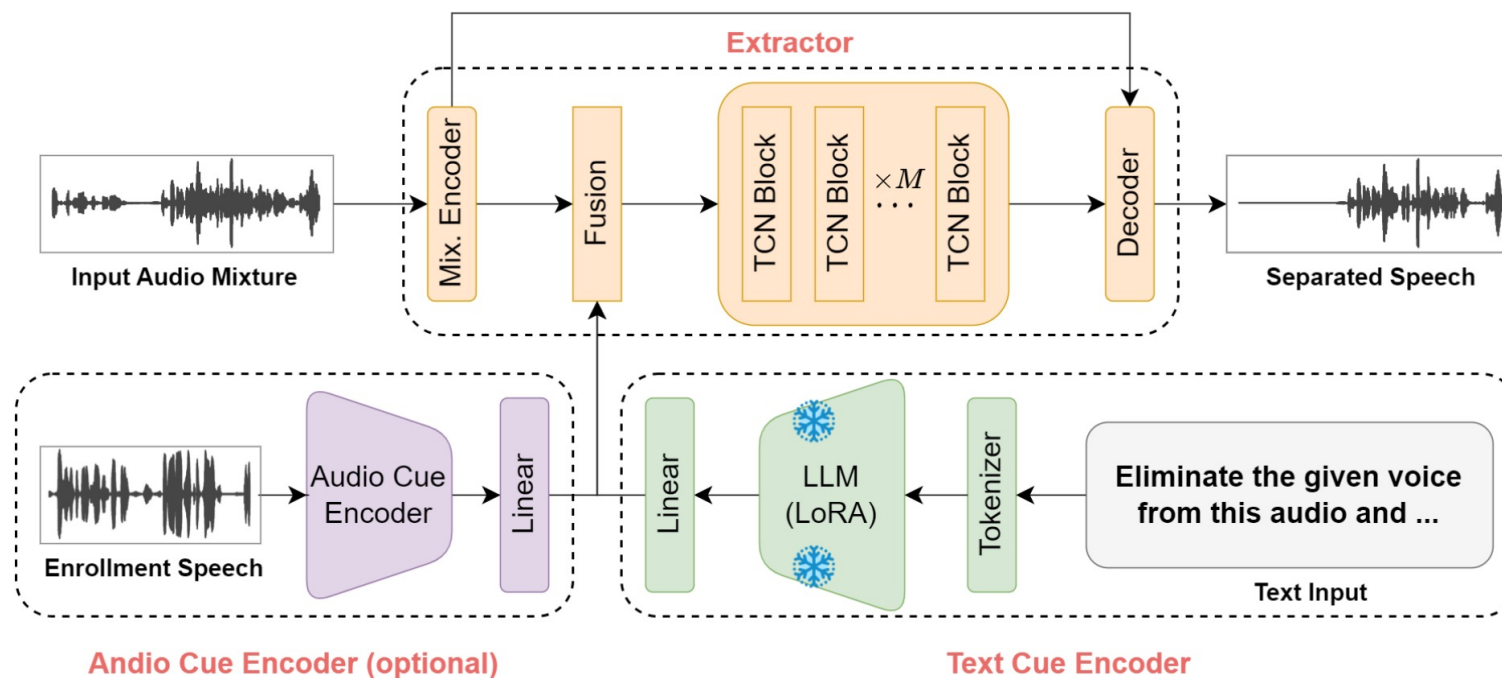 Extractor
Mix. Encoder
Fusion
TCN Block
TCN Block
×M
...
TCN Block
Decoder
Input Audio Mixture
Separated Speech
Audio Cue
Encoder
Linear
Enrollment Speech
Linear
LLM
(LoRA)
Tokenizer
Eliminate the given voice
from this audio and ...
Text Input
Andio Cue Encoder (optional)
Text Cue Encoder